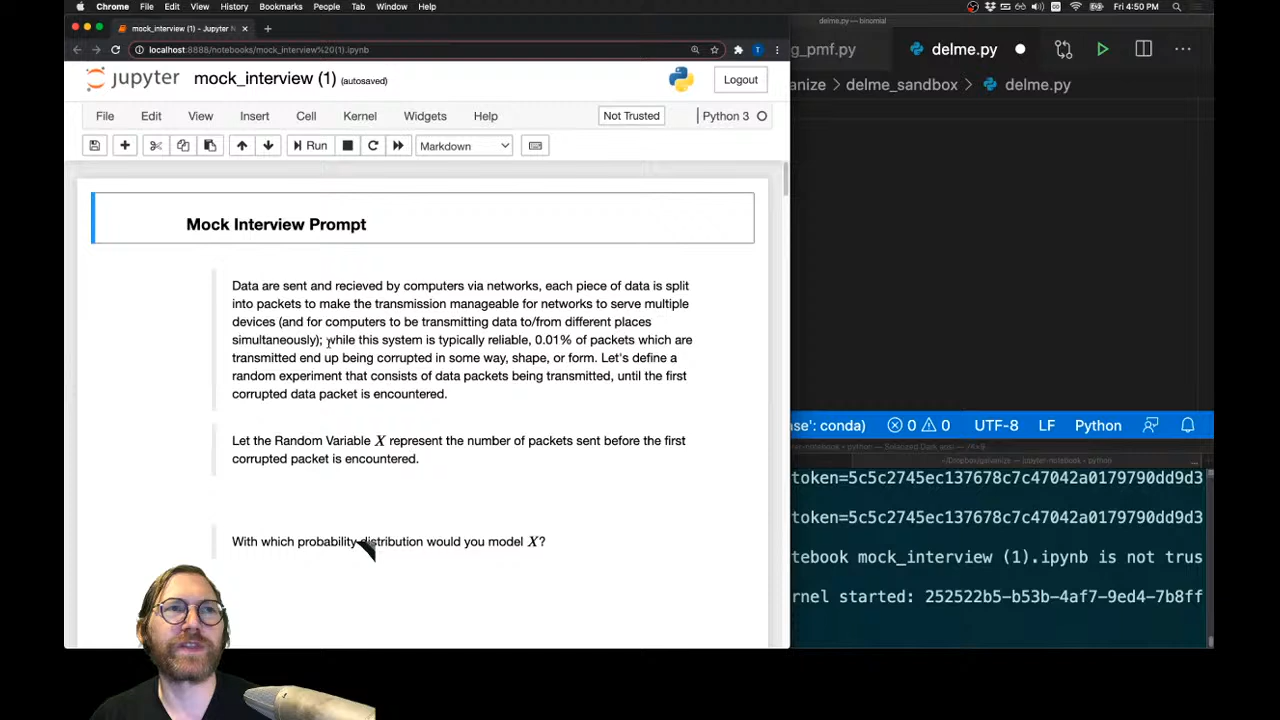 Chrome File Edit View History Bookmarks People Tab Window Help Fri 4:50 PM
mock_interview (1) - Jupyter N
localhost:8888/notebooks/mock_interview%20(1).ipynb
jupyter mock_interview (1) (autosaved) Logout
File Edit View Insert Cell Kernel Widgets Help Not Trusted Python 3
Run Markdown
Mock Interview Prompt
Data are sent and recieved by computers via networks, each piece of data is split
into packets to make the transmission manageable for networks to serve multiple
devices (and for computers to be transmitting data to/from different places
simultaneously); while this system is typically reliable, 0.01% of packets which are
transmitted end up being corrupted in some way, shape, or form. Let's define a
random experiment that consists of data packets being transmitted, until the first
corrupted data packet is encountered.
Let the Random Variable X represent the number of packets sent before the first
corrupted packet is encountered.
With which probability distribution would you model X?
delme.py — binomial
g_pmf.py delme.py
anize > delme_sandbox > delme.py
se': conda) 0 0 UTF-8 LF Python
~/Dropbox/galvanize — jupyter-notebook - python
token=5c5c2745ec137678c7c47042a0179790dd9d3
token=5c5c2745ec137678c7c47042a0179790dd9d3
tebook mock_interview (1).ipynb is not trus
rnel started: 252522b5-b53b-4af7-9ed4-7b8ff